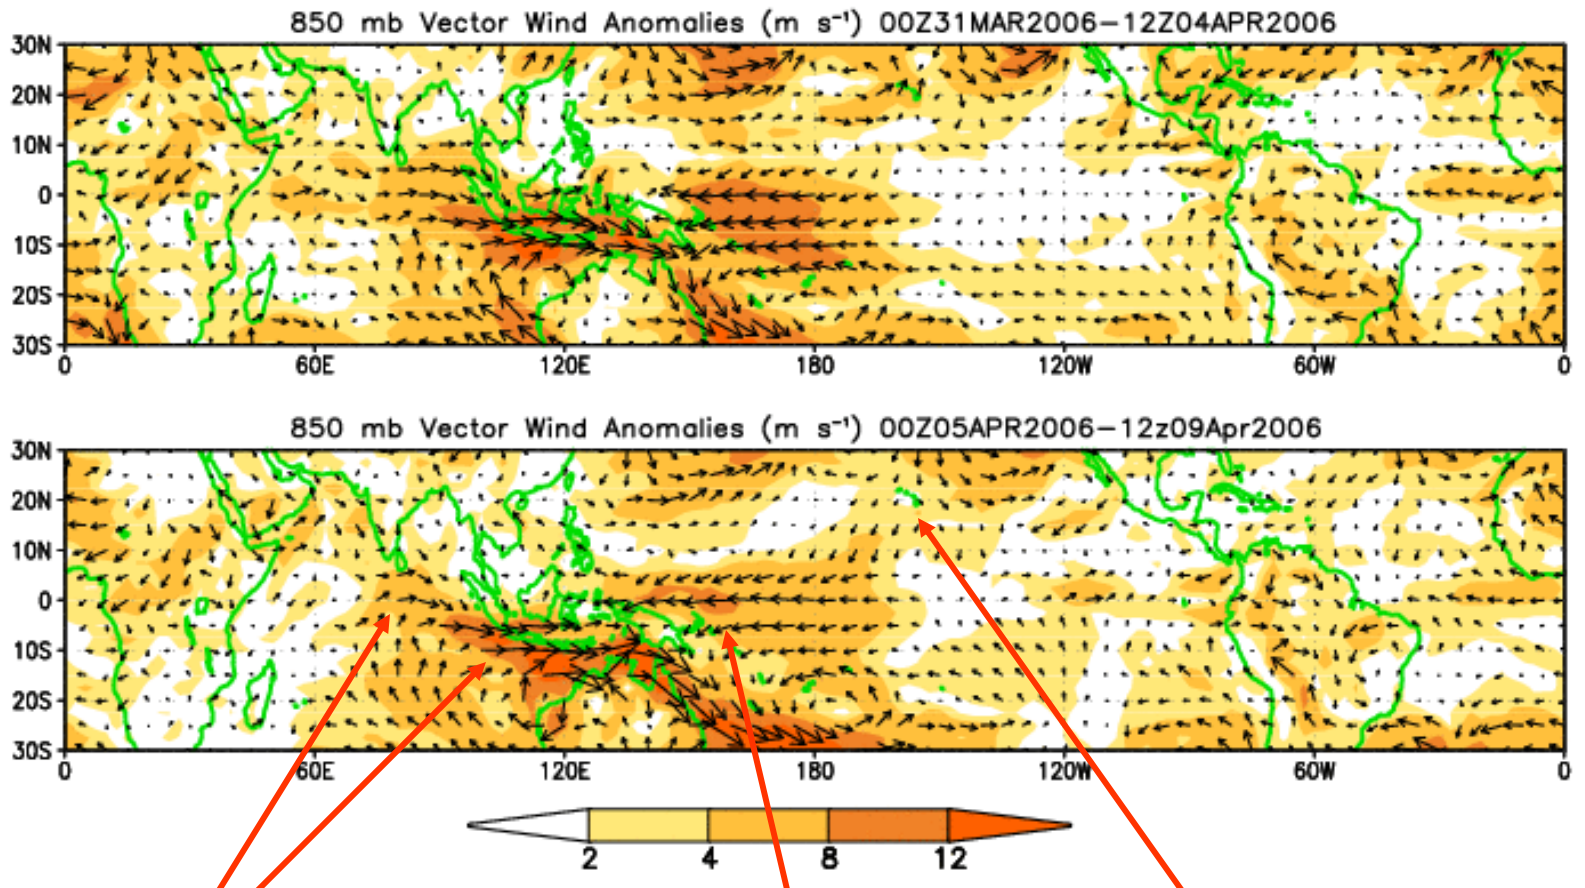 850 mb Vector Wind Anomalies (m s⁻¹) 00Z31MAR2006−12Z04APR2006
30N
20N
10N
0
10S
20S
30S
0 60E 120E 180 120W 60W 0
850 mb Vector Wind Anomalies (m s⁻¹) 00Z05APR2006−12z09Apr2006
30N
20N
10N
0
10S
20S
30S
0 60E 120E 180 120W 60W 0
2 4 8 12